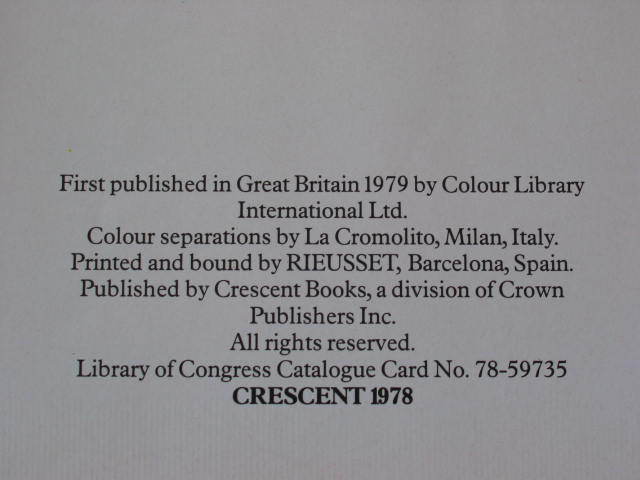 First published in Great Britain 1979 by Colour Library
International Ltd.
Colour separations by La Cromolito, Milan, Italy.
Printed and bound by RIEUSSET, Barcelona, Spain.
Published by Crescent Books, a division of Crown
Publishers Inc.
All rights reserved.
Library of Congress Catalogue Card No. 78-59735
CRESCENT 1978